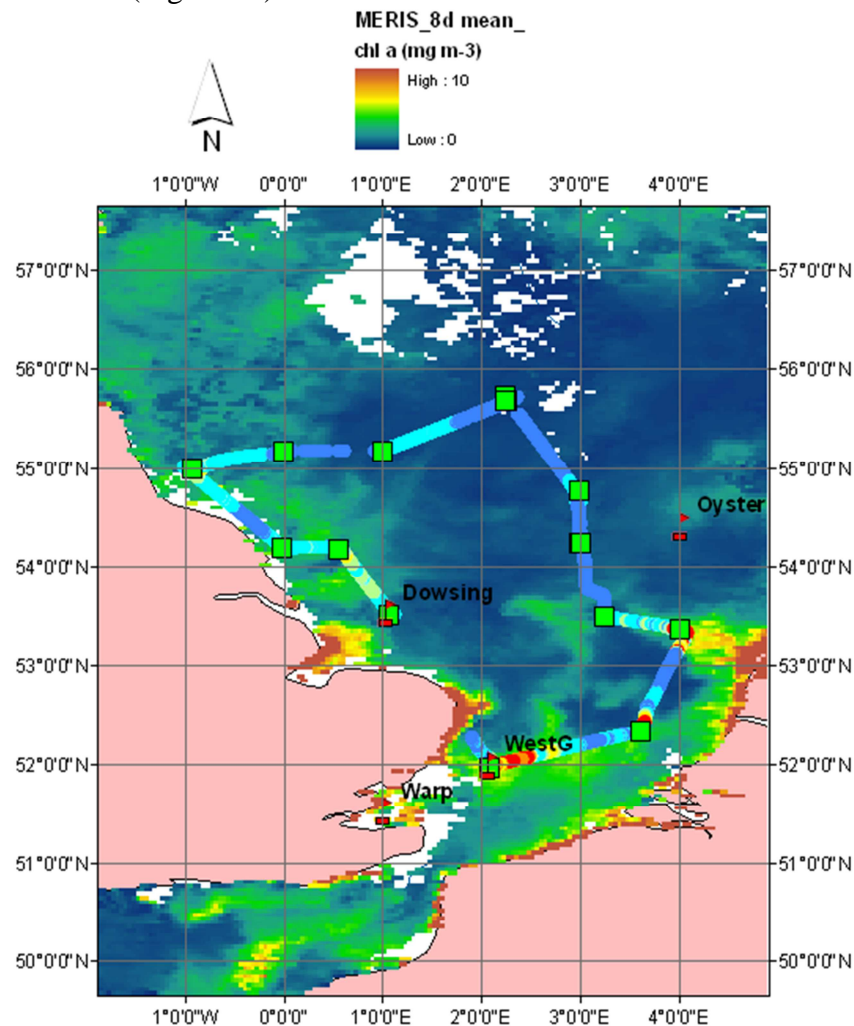 MERIS_8d mean_
chl a (mg m-3)
High : 10
Low : 0
N
1°0'0"W 0°0'0" 1°0'0"E 2°0'0"E 3°0'0"E 4°0'0"E
57°0'0"N 57°0'0"N
56°0'0"N 56°0'0"N
55°0'0"N 55°0'0"N
Oyster
54°0'0"N 54°0'0"N
Dowsing
53°0'0"N 53°0'0"N
WestG
52°0'0"N 52°0'0"N
Warp
51°0'0"N 51°0'0"N
50°0'0"N 50°0'0"N
1°0'0"W 0°0'0" 1°0'0"E 2°0'0"E 3°0'0"E 4°0'0"E